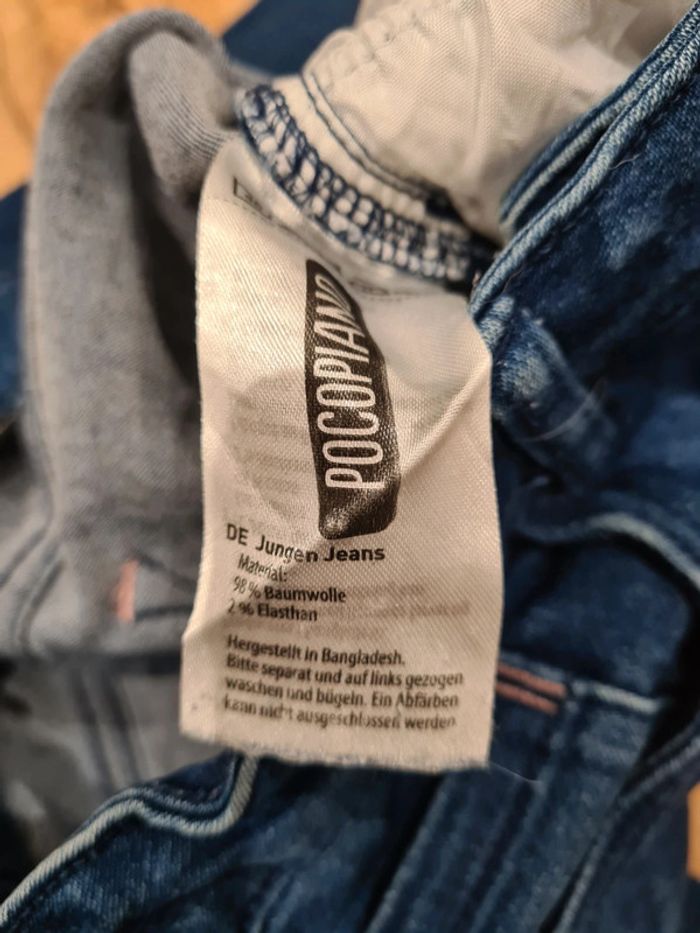 POCOPIANO
DE Jungen Jeans
Material:
98% Baumwolle
2% Elasthan
Hergestellt in Bangladesh.
Bitte separat und auf links gezogen
waschen und bügeln. Ein Abfärben
kann nicht ausgeschlossen werden